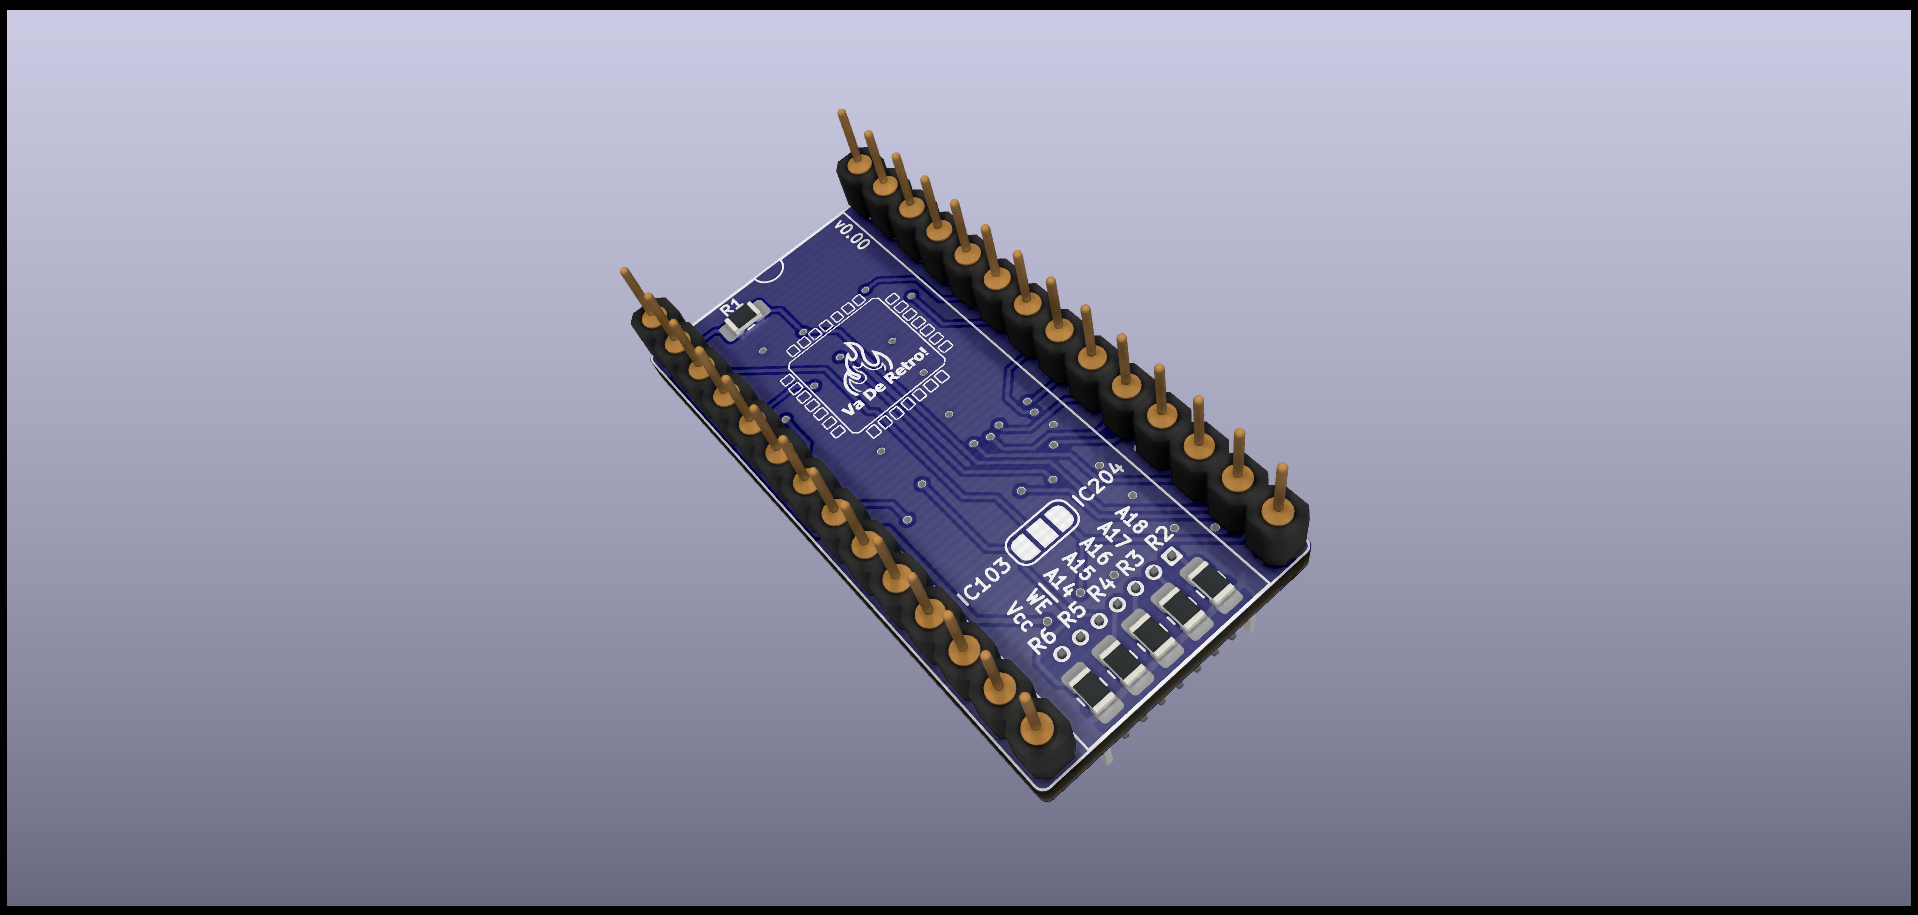 v0.00
R1
Va De Retro!
IC204
IC103
A18
A17
A16
A15
A14
WE
Vcc
R2
R3
R4
R5
R6